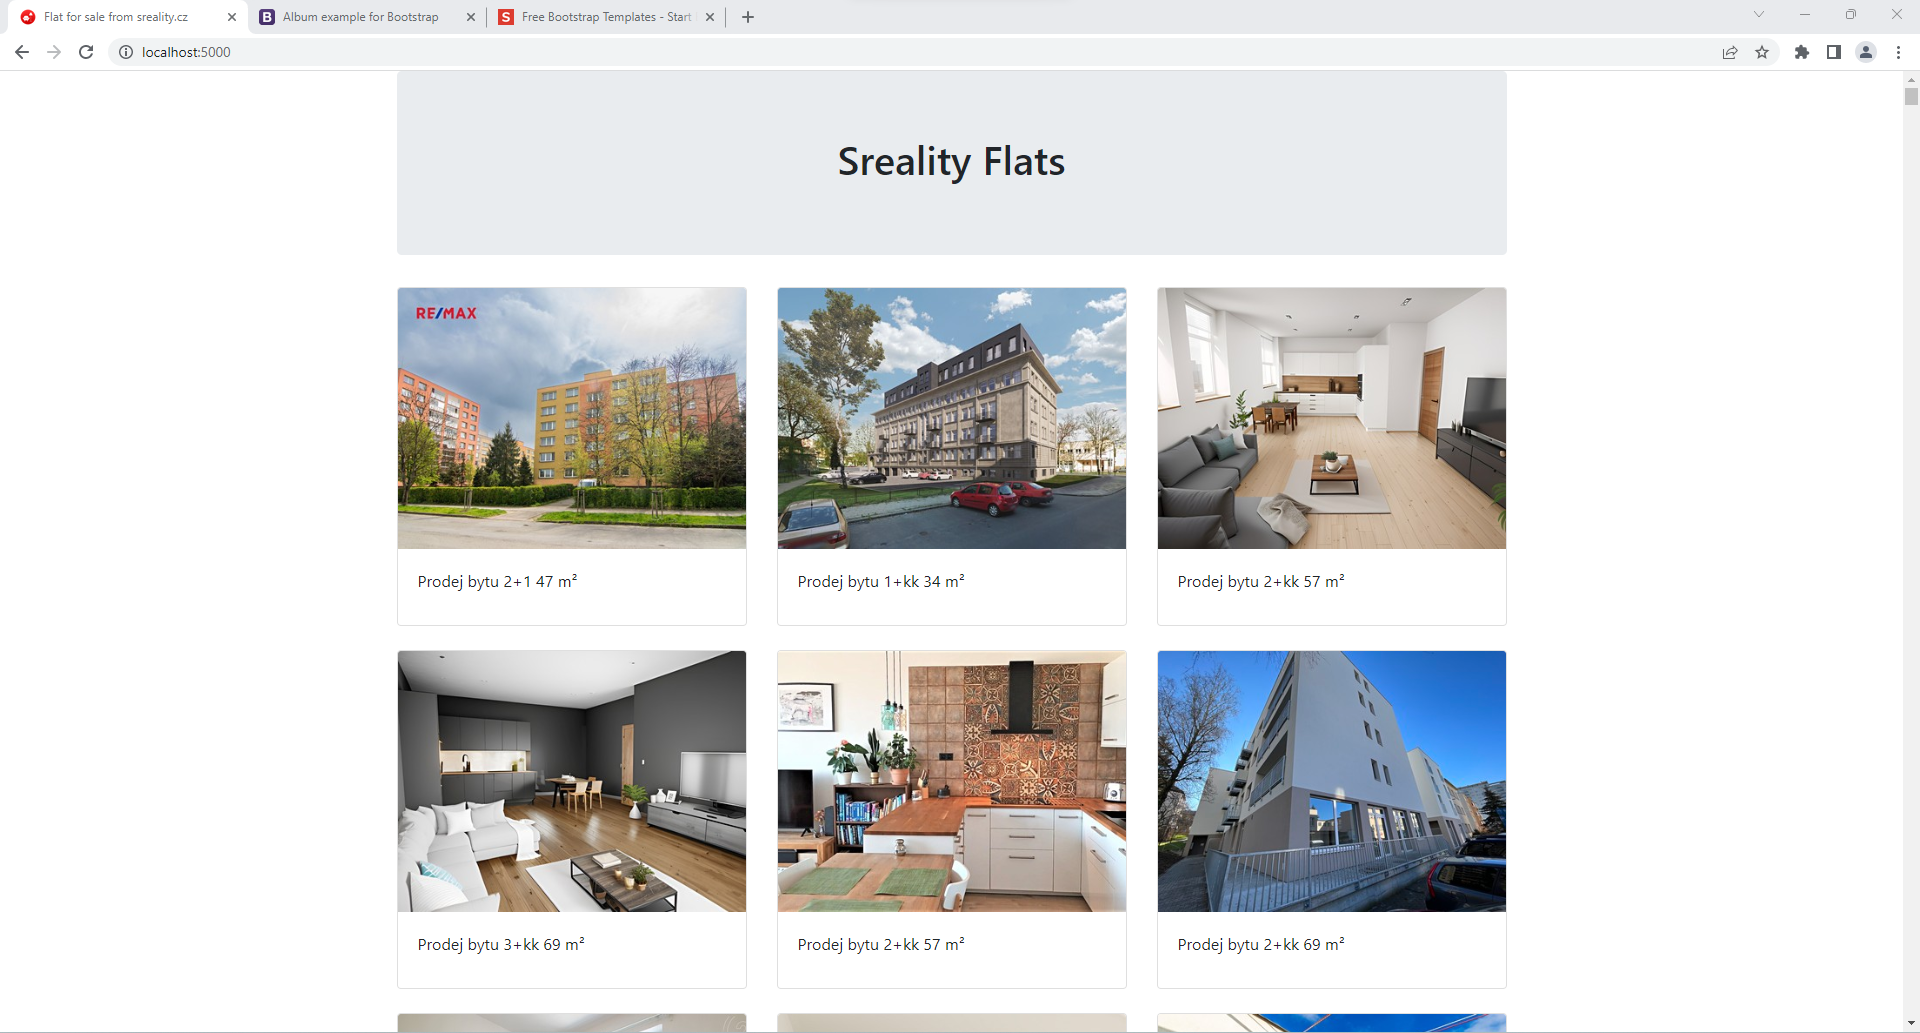 Flat for sale from sreality.cz
Album example for Bootstrap
Free Bootstrap Templates - Start
localhost:5000
Sreality Flats
RE/MAX
Prodej bytu 2+1 47 m²
Prodej bytu 1+kk 34 m²
Prodej bytu 2+kk 57 m²
Prodej bytu 3+kk 69 m²
Prodej bytu 2+kk 57 m²
Prodej bytu 2+kk 69 m²